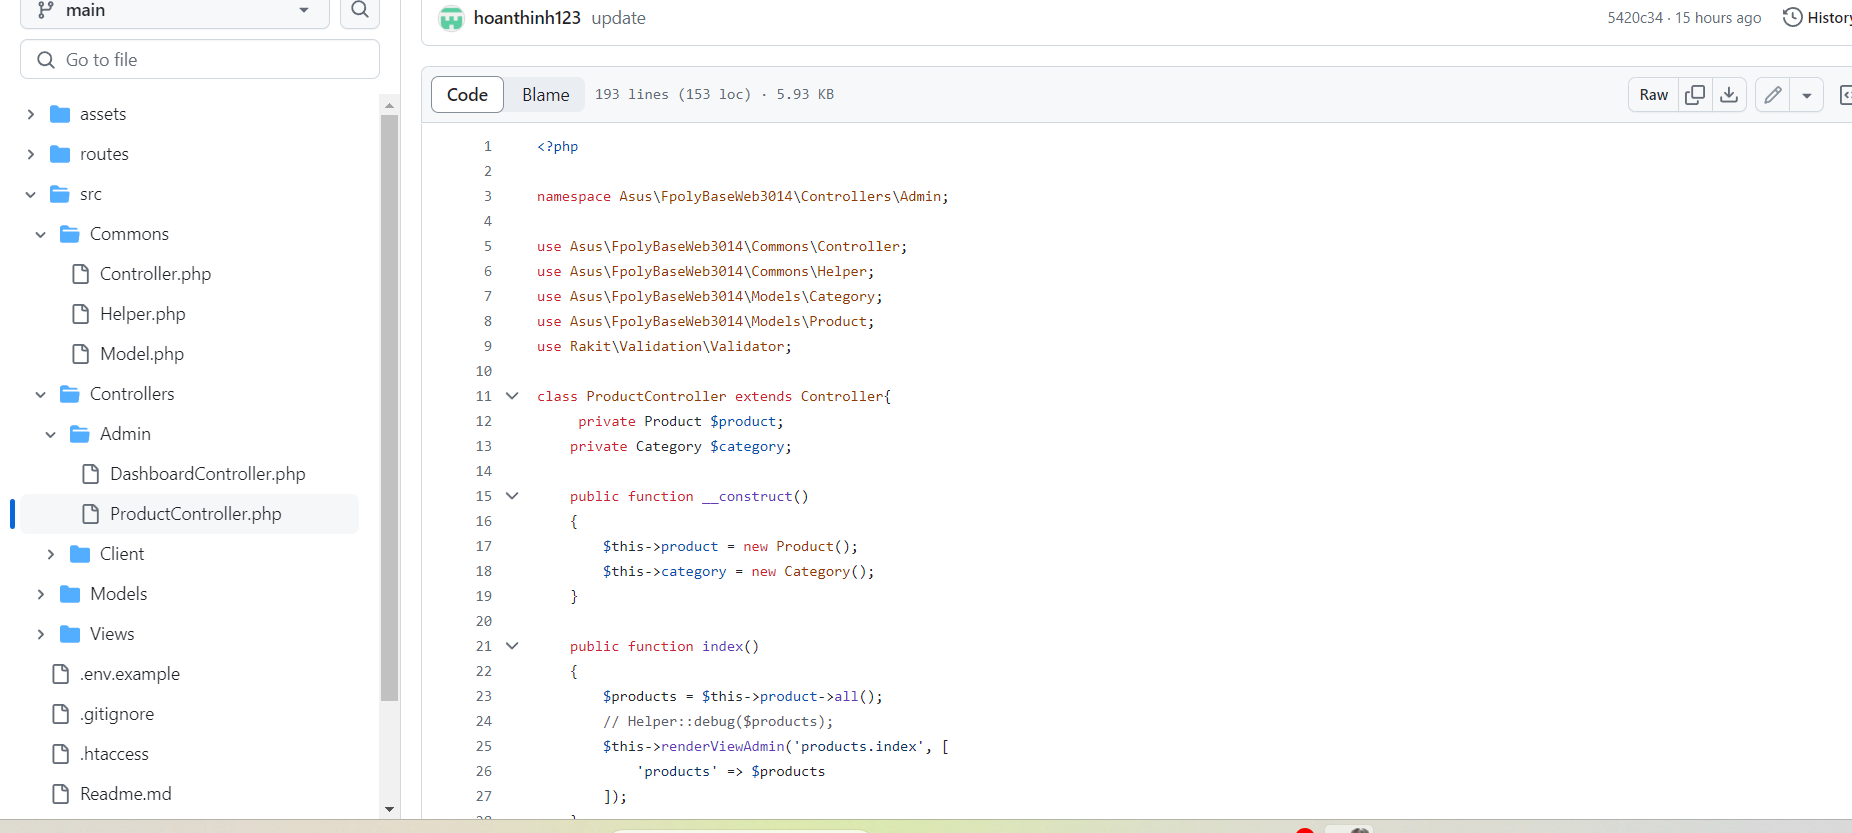 main
Go to file
assets
routes
src
Commons
Controller.php
Helper.php
Model.php
Controllers
Admin
DashboardController.php
ProductController.php
Client
Models
Views
.env.example
.gitignore
.htaccess
Readme.md
hoanthinh123 update
5420c34 · 15 hours ago
History
Code Blame 193 lines (153 loc) · 5.93 KB
Raw
1 <?php
2
3 namespace Asus\FpolyBaseWeb3014\Controllers\Admin;
4
5 use Asus\FpolyBaseWeb3014\Commons\Controller;
6 use Asus\FpolyBaseWeb3014\Commons\Helper;
7 use Asus\FpolyBaseWeb3014\Models\Category;
8 use Asus\FpolyBaseWeb3014\Models\Product;
9 use Rakit\Validation\Validator;
10
11 class ProductController extends Controller{
12 private Product $product;
13 private Category $category;
14
15 public function __construct()
16 {
17 $this->product = new Product();
18 $this->category = new Category();
19 }
20
21 public function index()
22 {
23 $products = $this->product->all();
24 // Helper::debug($products);
25 $this->renderViewAdmin('products.index', [
26 'products' => $products
27 ]);
28 }